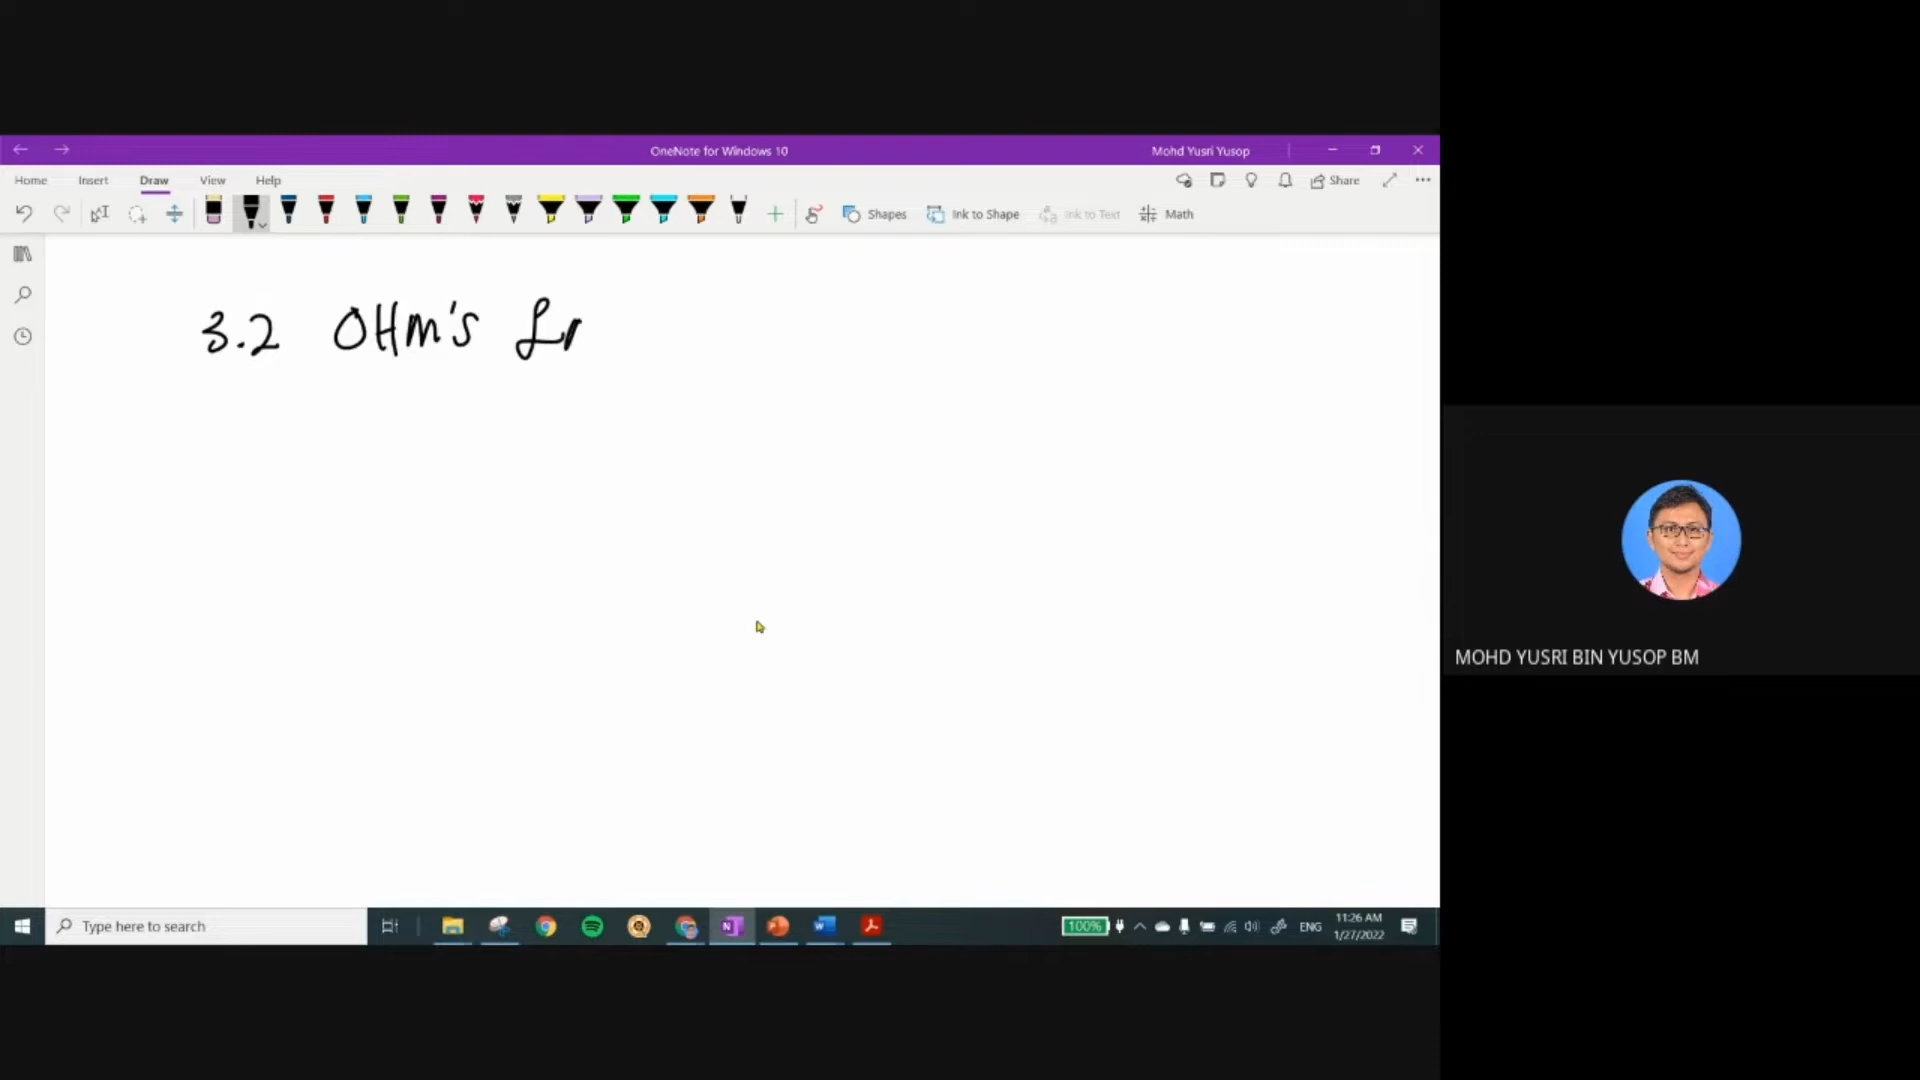 OneNote for Windows 10
Mohd Yusri Yusop
Home Insert Draw View Help
Share
Shapes Ink to Shape Ink to Text Math
3.2 OHm's
MOHD YUSRI BIN YUSOP BM
Type here to search
100%
ENG
11:26 AM
1/27/2022